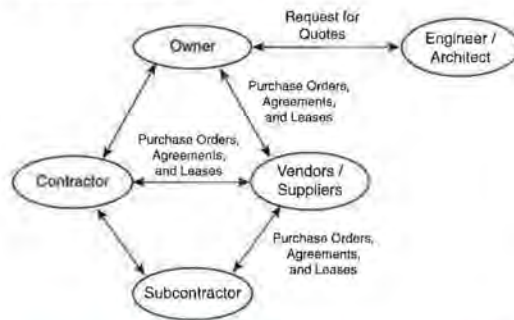 Request for
Quotes
Owner
Engineer /
Architect
Purchase Orders,
Agreements,
and Leases
Purchase Orders,
Agreements,
and Leases
Contractor
Vendors /
Suppliers
Purchase Orders,
Agreements,
and Leases
Subcontractor